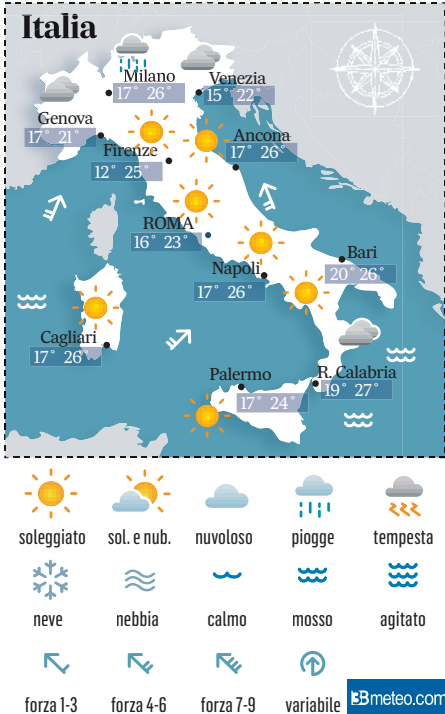 Italia
Milano
17° 26°
Venezia
15° 22°
Genova
17° 21°
Ancona
17° 26°
Firenze
12° 25°
ROMA
16° 23°
Bari
20° 26°
Napoli
17° 26°
Cagliari
17° 26°
Palermo
17° 24°
R. Calabria
19° 27°
soleggiato sol. e nub. nuvoloso piogge tempesta
neve nebbia calmo mosso agitato
forza 1-3 forza 4-6 forza 7-9 variabile
3Bmeteo.com